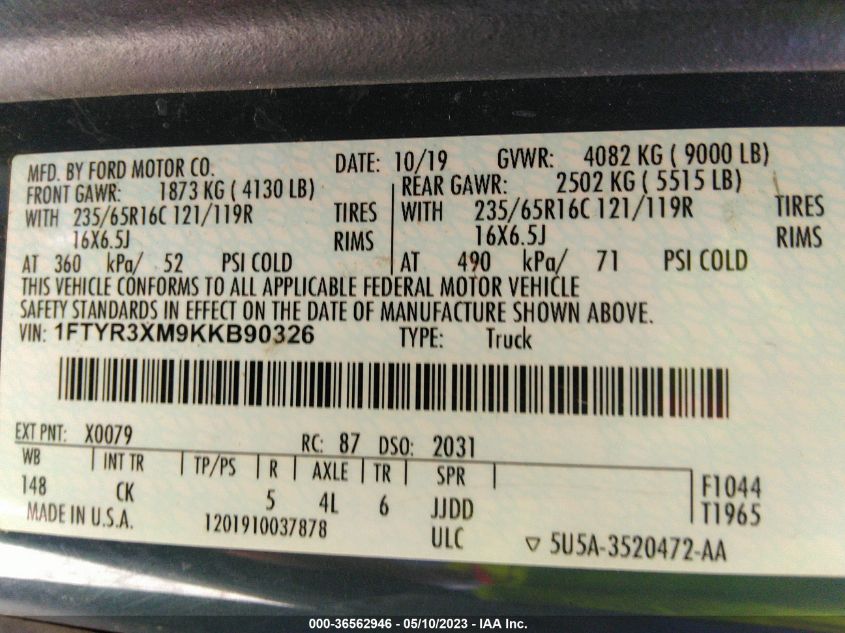 MFD. BY FORD MOTOR CO. DATE: 10/19 GVWR: 4082 KG ( 9000 LB)
FRONT GAWR: 1873 KG ( 4130 LB) REAR GAWR: 2502 KG ( 5515 LB)
WITH 235/65R16C 121/119R TIRES WITH 235/65R16C 121/119R TIRES
16X6.5J RIMS 16X6.5J RIMS
AT 360 kPa/ 52 PSI COLD AT 490 kPa/ 71 PSI COLD
THIS VEHICLE CONFORMS TO ALL APPLICABLE FEDERAL MOTOR VEHICLE
SAFETY STANDARDS IN EFFECT ON THE DATE OF MANUFACTURE SHOWN ABOVE.
VIN: 1FTYR3XM9KKB90326 TYPE: Truck
EXT PNT: X0079 RC: 87 DSO: 2031
WB INT TR TP/PS R AXLE TR SPR
148 CK 5 4L 6 JJDD F1044
MADE IN U.S.A. 1201910037878 ULC T1965
5U5A-3520472-AA
000-36562946 - 05/10/2023 - IAA Inc.